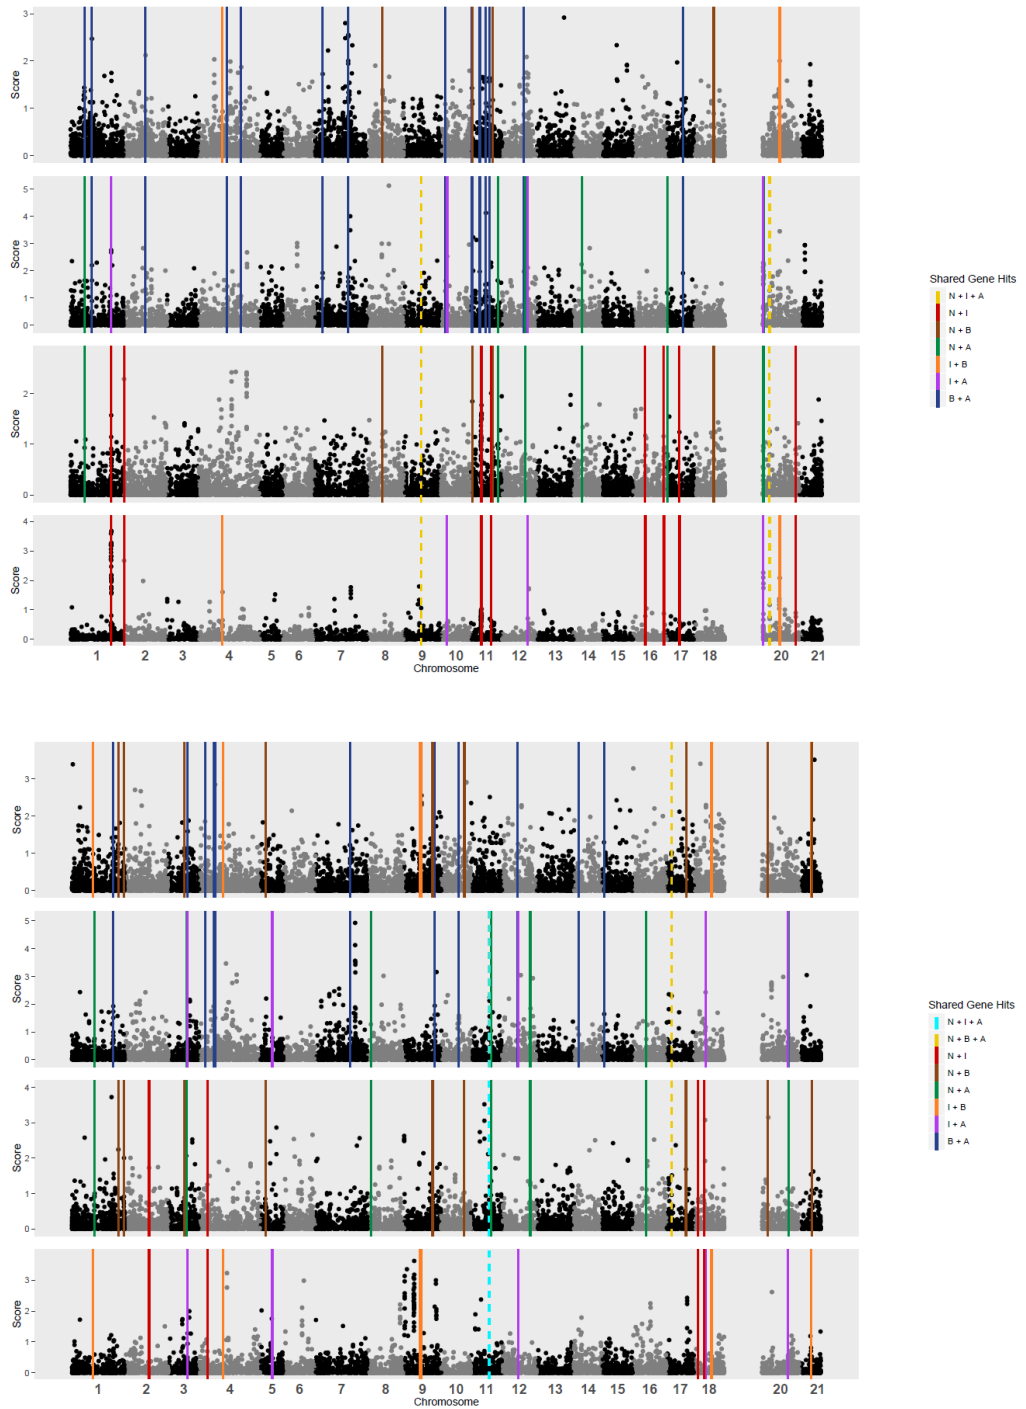 3
2
1
0
Score
5
4
3
2
1
0
Score
2
1
0
Score
4
3
2
1
0
Score
1 2 3 4 5 6 7 8 9 10 11 12 13 14 15 16 17 18 20 21
Chromosome
Shared Gene Hits
N + I + A
N + I
N + B
N + A
I + B
I + A
B + A
3
2
1
0
Score
5
4
3
2
1
0
Score
4
3
2
1
0
Score
3
2
1
0
Score
1 2 3 4 5 6 7 8 9 10 11 12 13 14 15 16 17 18 20 21
Chromosome
Shared Gene Hits
N + I + A
N + B + A
N + I
N + B
N + A
I + B
I + A
B + A